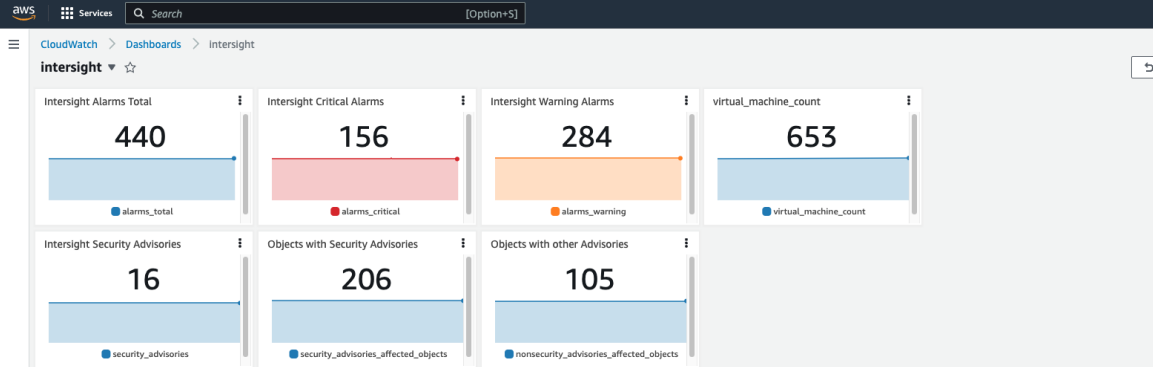 aws Services Search [Option+S]
CloudWatch Dashboards intersight
intersight
Intersight Alarms Total
440
alarms_total
Intersight Critical Alarms
156
alarms_critical
Intersight Warning Alarms
284
alarms_warning
virtual_machine_count
653
virtual_machine_count
Intersight Security Advisories
16
security_advisories
Objects with Security Advisories
206
security_advisories_affected_objects
Objects with other Advisories
105
nonsecurity_advisories_affected_objects